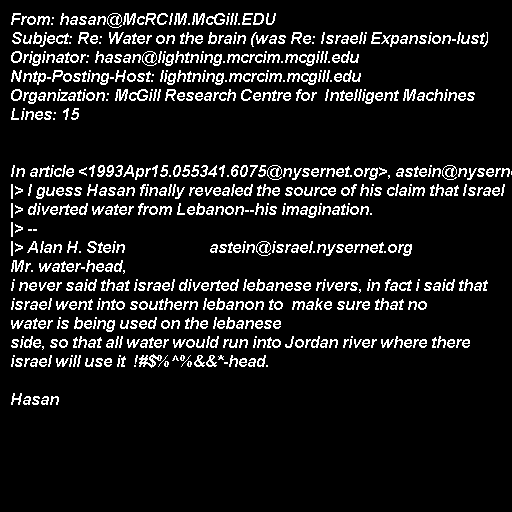 From: hasan@McRCIM.McGill.EDU
Subject: Re: Water on the brain (was Re: Israeli Expansion-lust)
Originator: hasan@lightning.mcrcim.mcgill.edu
Nntp-Posting-Host: lightning.mcrcim.mcgill.edu
Organization: McGill Research Centre for  Intelligent Machines
Lines: 15

In article <1993Apr15.055341.6075@nysernet.org>, astein@nysern
|> I guess Hasan finally revealed the source of his claim that Israel
|> diverted water from Lebanon--his imagination.
|> --
|> Alan H. Stein                     astein@israel.nysernet.org
Mr. water-head,
i never said that israel diverted lebanese rivers, in fact i said that
israel went into southern lebanon to  make sure that no
water is being used on the lebanese
side, so that all water would run into Jordan river where there
israel will use it  !#$%^%&&*-head.

Hasan